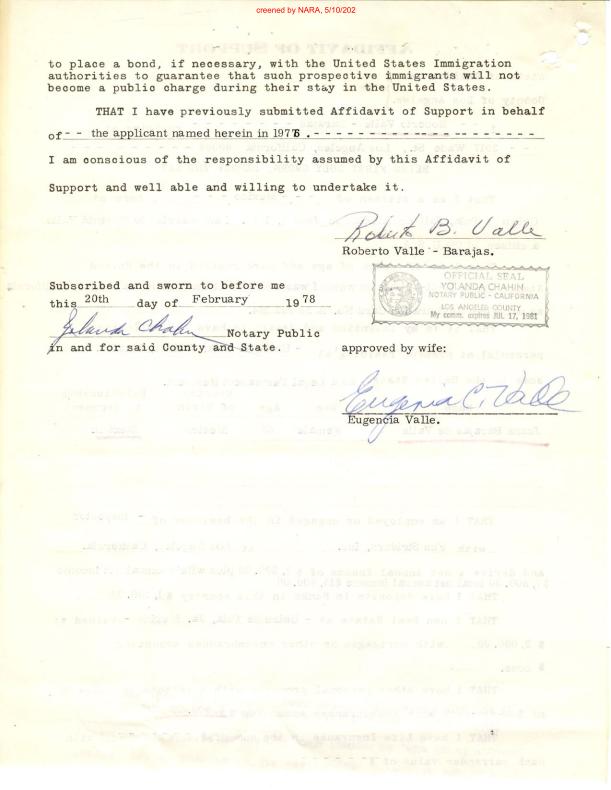 creened by NARA, 5/10/202
to place a bond, if necessary, with the United States Immigration
authorities to guarantee that such prospective immigrants will not
become a public charge during their stay in the United States.
THAT I have previously submitted Affidavit of Support in behalf
of - - the applicant named herein in 1976. - - - - - - - - - - - - - - - - - - - - -
I am conscious of the responsibility assumed by this Affidavit of
Support and well able and willing to undertake it.
Roberto B. Valle
Roberto Valle - Barajas.
OFFICIAL SEAL
YOLANDA CHAHIN
NOTARY PUBLIC - CALIFORNIA
LOS ANGELES COUNTY
My comm. expires JUL 17, 1981
Subscribed and sworn to before me
this 20th day of February 1978
Yolanda Chahin Notary Public
in and for said County and State.
approved by wife:
Eugenia C. Valle
Eugencia Valle.